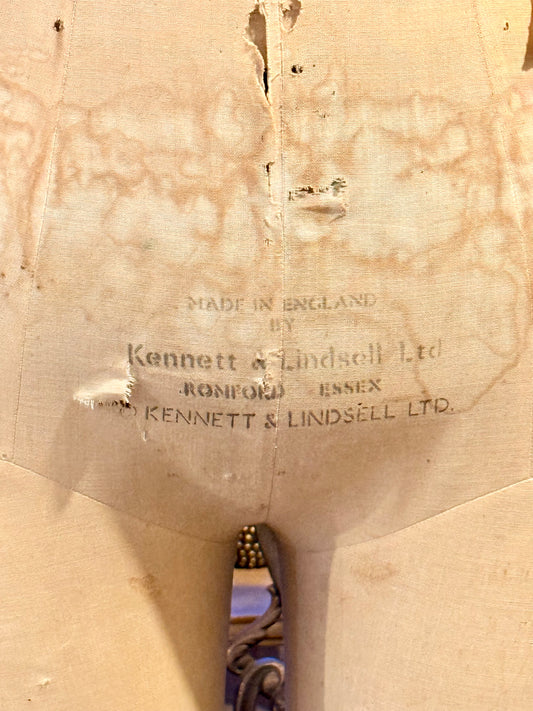 MADE IN ENGLAND
BY
Kennett & Lindsell Ltd
ROMFORD ESSEX
© KENNETT & LINDSELL LTD.